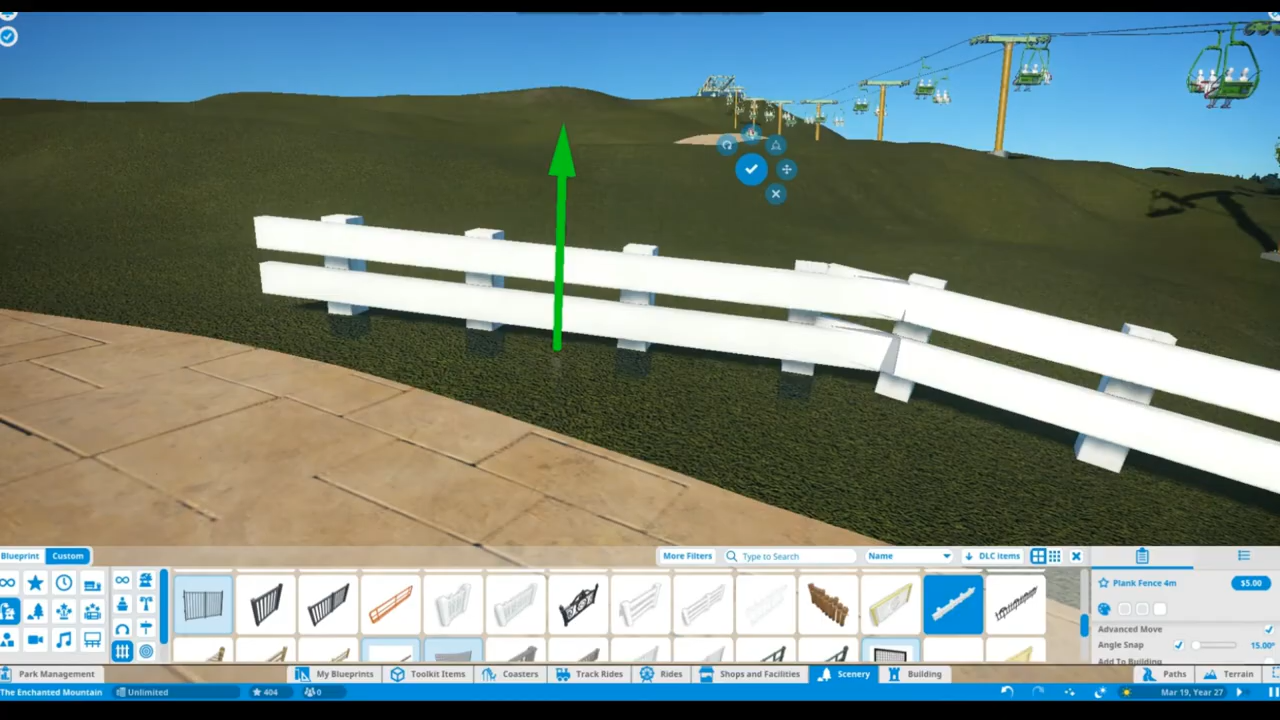 Blueprint Custom
More Filters Type to Search Name DLC items
Plank Fence 4m $5.00
Advanced Move
Angle Snap 15.00°
Add To Building
Park Management My Blueprints Toolkit Items Coasters Track Rides Rides Shops and Facilities Scenery Building Paths Terrain
The Enchanted Mountain Unlimited 404 0 Mar 19, Year 27